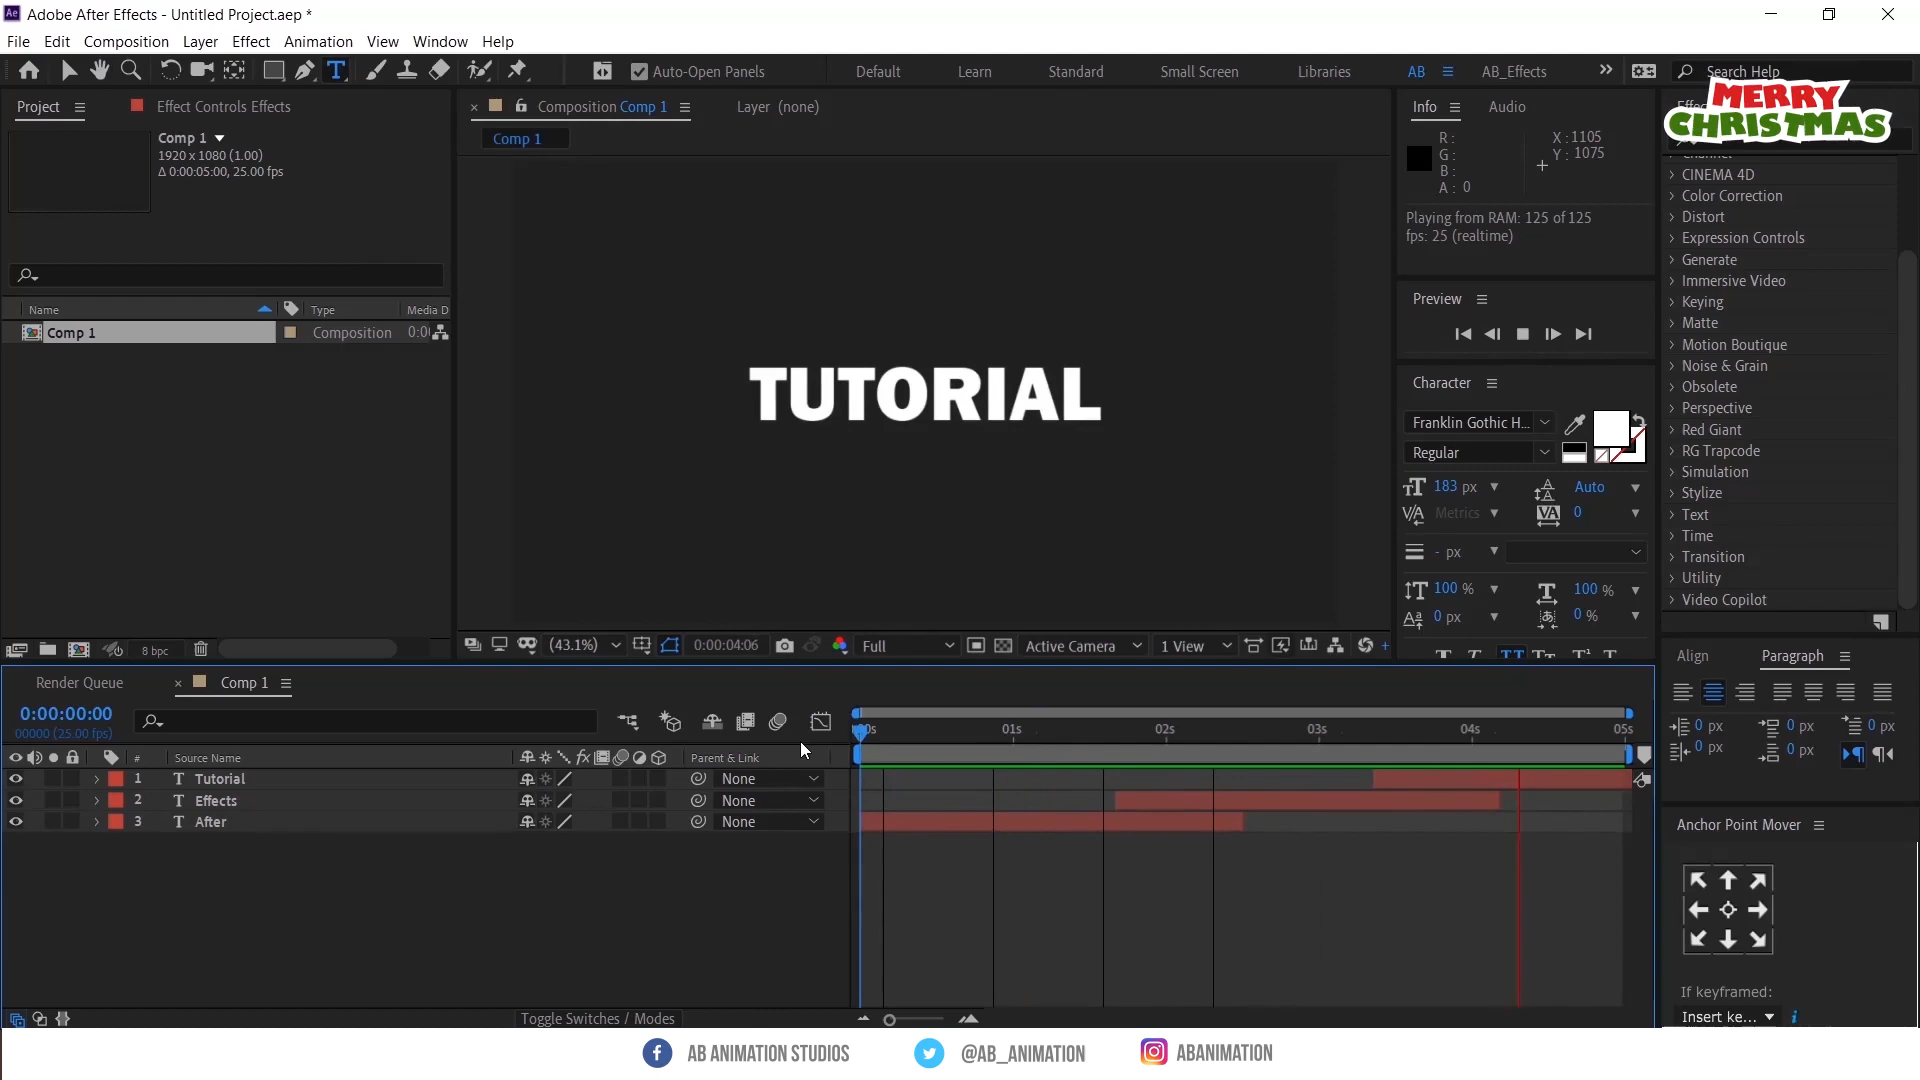 Adobe After Effects - Untitled Project.aep *
File Edit Composition Layer Effect Animation View Window Help
T Auto-Open Panels Default Learn Standard Small Screen Libraries AB AB_Effects Search Help
MERRY CHRISTMAS
Project Effect Controls Effects
Comp 1
1920 x 1080 (1.00)
Δ 0:00:05:00, 25.00 fps
Name Type Media D
Comp 1 Composition
8 bpc
Composition Comp 1 Layer (none)
Comp 1
TUTORIAL
(43.1%) 0:00:04:06 Full Active Camera 1 View
Info Audio
R :
G :
B :
A : 0
X : 1105
Y : 1075
Playing from RAM: 125 of 125
fps: 25 (realtime)
Preview
Character
Franklin Gothic H...
Regular
183 px Auto
Metrics 0
- px
100 % 100 %
0 px 0 %
Channel
CINEMA 4D
Color Correction
Distort
Expression Controls
Generate
Immersive Video
Keying
Matte
Motion Boutique
Noise & Grain
Obsolete
Perspective
Red Giant
RG Trapcode
Simulation
Stylize
Text
Time
Transition
Utility
Video Copilot
Align Paragraph
0 px 0 px 0 px
0 px 0 px
Anchor Point Mover
If keyframed:
Insert ke...
Render Queue Comp 1
0:00:00:00
00000 (25.00 fps)
01s 02s 03s 04s 05s
# Source Name Parent & Link
1 T Tutorial None
2 T Effects None
3 T After None
Toggle Switches / Modes
AB ANIMATION STUDIOS @AB_ANIMATION ABANIMATION